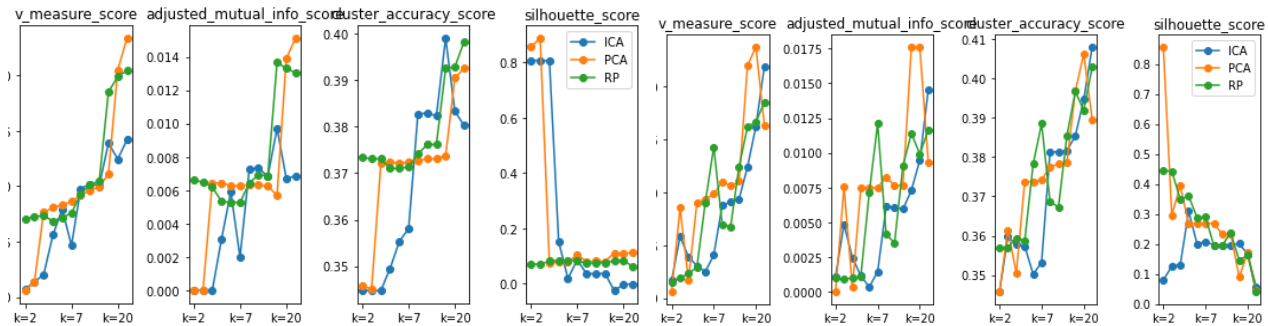 v_measure_score
adjusted_mutual_info_score
cluster_accuracy_score
silhouette_score
v_measure_score
adjusted_mutual_info_score
cluster_accuracy_score
silhouette_score
0.014
0.012
0.010
0.008
0.006
0.004
0.002
0.000
0.40
0.39
0.38
0.37
0.36
0.35
0.8
0.6
0.4
0.2
0.0
ICA
PCA
RP
0.0175
0.0150
0.0125
0.0100
0.0075
0.0050
0.0025
0.0000
0.41
0.40
0.39
0.38
0.37
0.36
0.35
0.8
0.7
0.6
0.5
0.4
0.3
0.2
0.1
0.0
ICA
PCA
RP
k=2 k=7 k=20
k=2 k=7 k=20
k=2 k=7 k=20
k=2 k=7 k=20
k=2 k=7 k=20
k=2 k=7 k=20
k=2 k=7 k=20
k=2 k=7 k=20